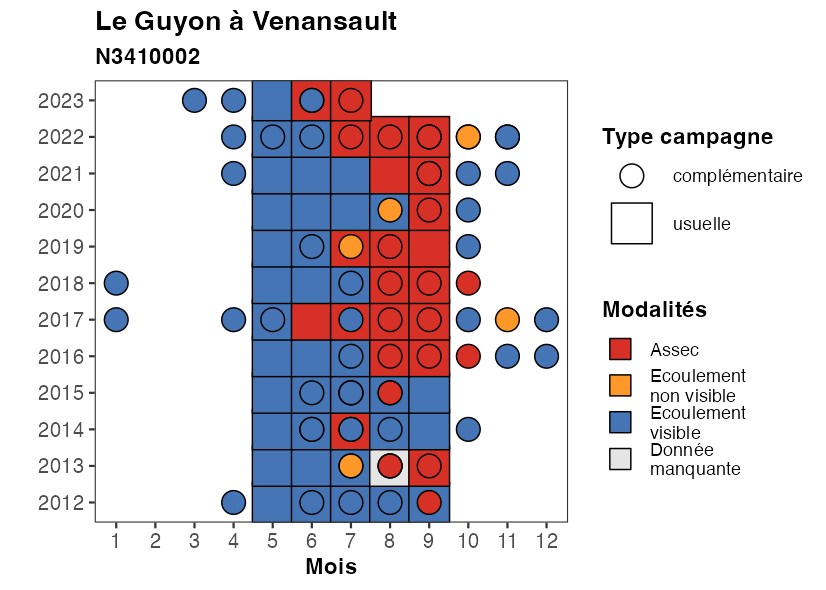 Le Guyon à Venansault
N3410002
2023
2022
2021
2020
2019
2018
2017
2016
2015
2014
2013
2012
1 2 3 4 5 6 7 8 9 10 11 12
Mois
Type campagne
complémentaire
usuelle
Modalités
Assec
Ecoulement
non visible
Ecoulement
visible
Donnée
manquante